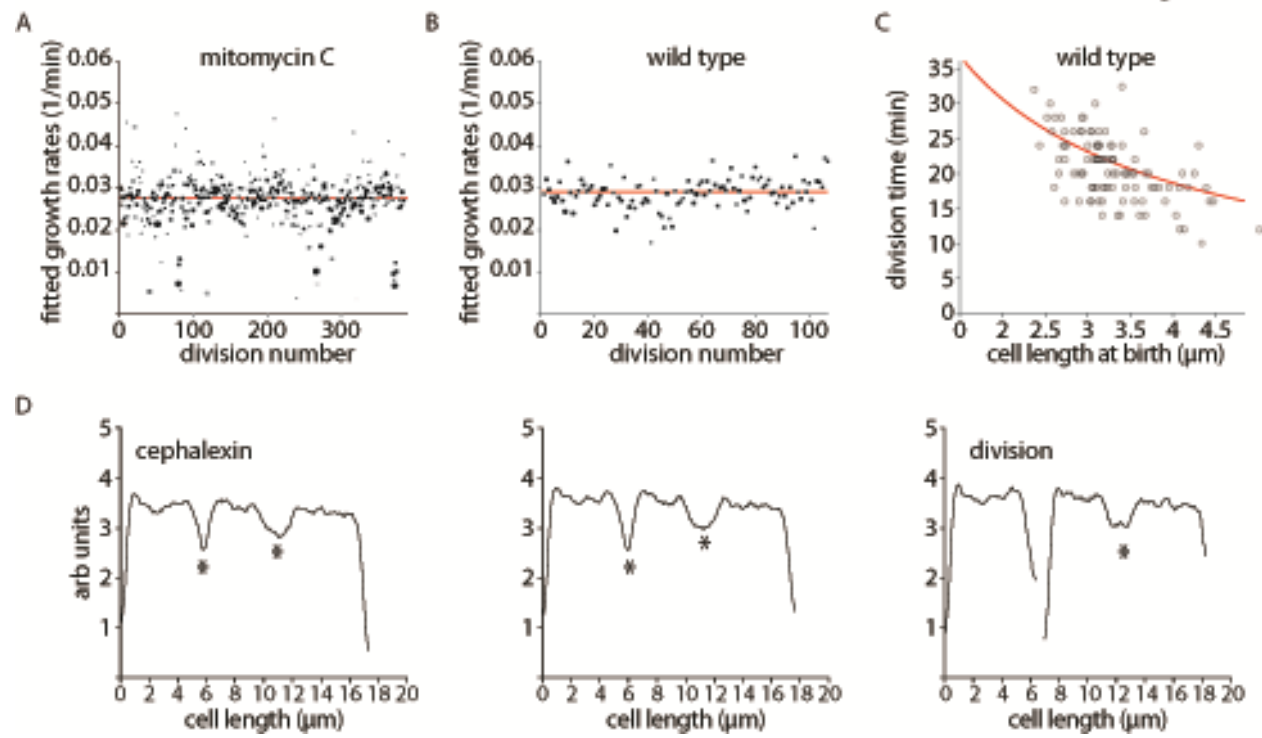 A
mitomycin C
fitted growth rates (1/min)
0.06
0.05
0.04
0.03
0.02
0.01
0
100
200
300
division number
B
wild type
fitted growth rates (1/min)
0.06
0.05
0.04
0.03
0.02
0.01
0
20
40
60
80
100
division number
C
wild type
division time (min)
35
30
25
20
15
10
5
0
0
2
2.5
3
3.5
4
4.5
cell length at birth (µm)
D
cephalexin
arb units
5
4
3
2
1
*
*
0 2 4 6 8 10 12 14 16 18 20
cell length (µm)
5
4
3
2
1
*
*
0 2 4 6 8 10 12 14 16 18 20
cell length (µm)
division
5
4
3
2
1
*
0 2 4 6 8 10 12 14 16 18 20
cell length (µm)